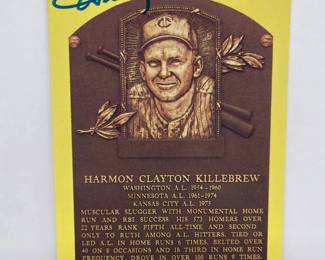 HARMON CLAYTON KILLEBREW
WASHINGTON A.L. 1954 - 1960
MINNESOTA A.L. 1961 - 1974
KANSAS CITY A.L. 1975
MUSCULAR SLUGGER WITH MONUMENTAL HOME
RUN AND RBI SUCCESS. HIS 573 HOMERS OVER
22 YEARS RANK FIFTH ALL-TIME AND SECOND
ONLY TO RUTH AMONG A.L. HITTERS. TIED OR
LED A.L. IN HOME RUNS 6 TIMES. BELTED OVER
40 ON 8 OCCASIONS AND IS THIRD IN HOME RUN
FREQUENCY. DROVE IN OVER 100 RUNS 9 TIMES.